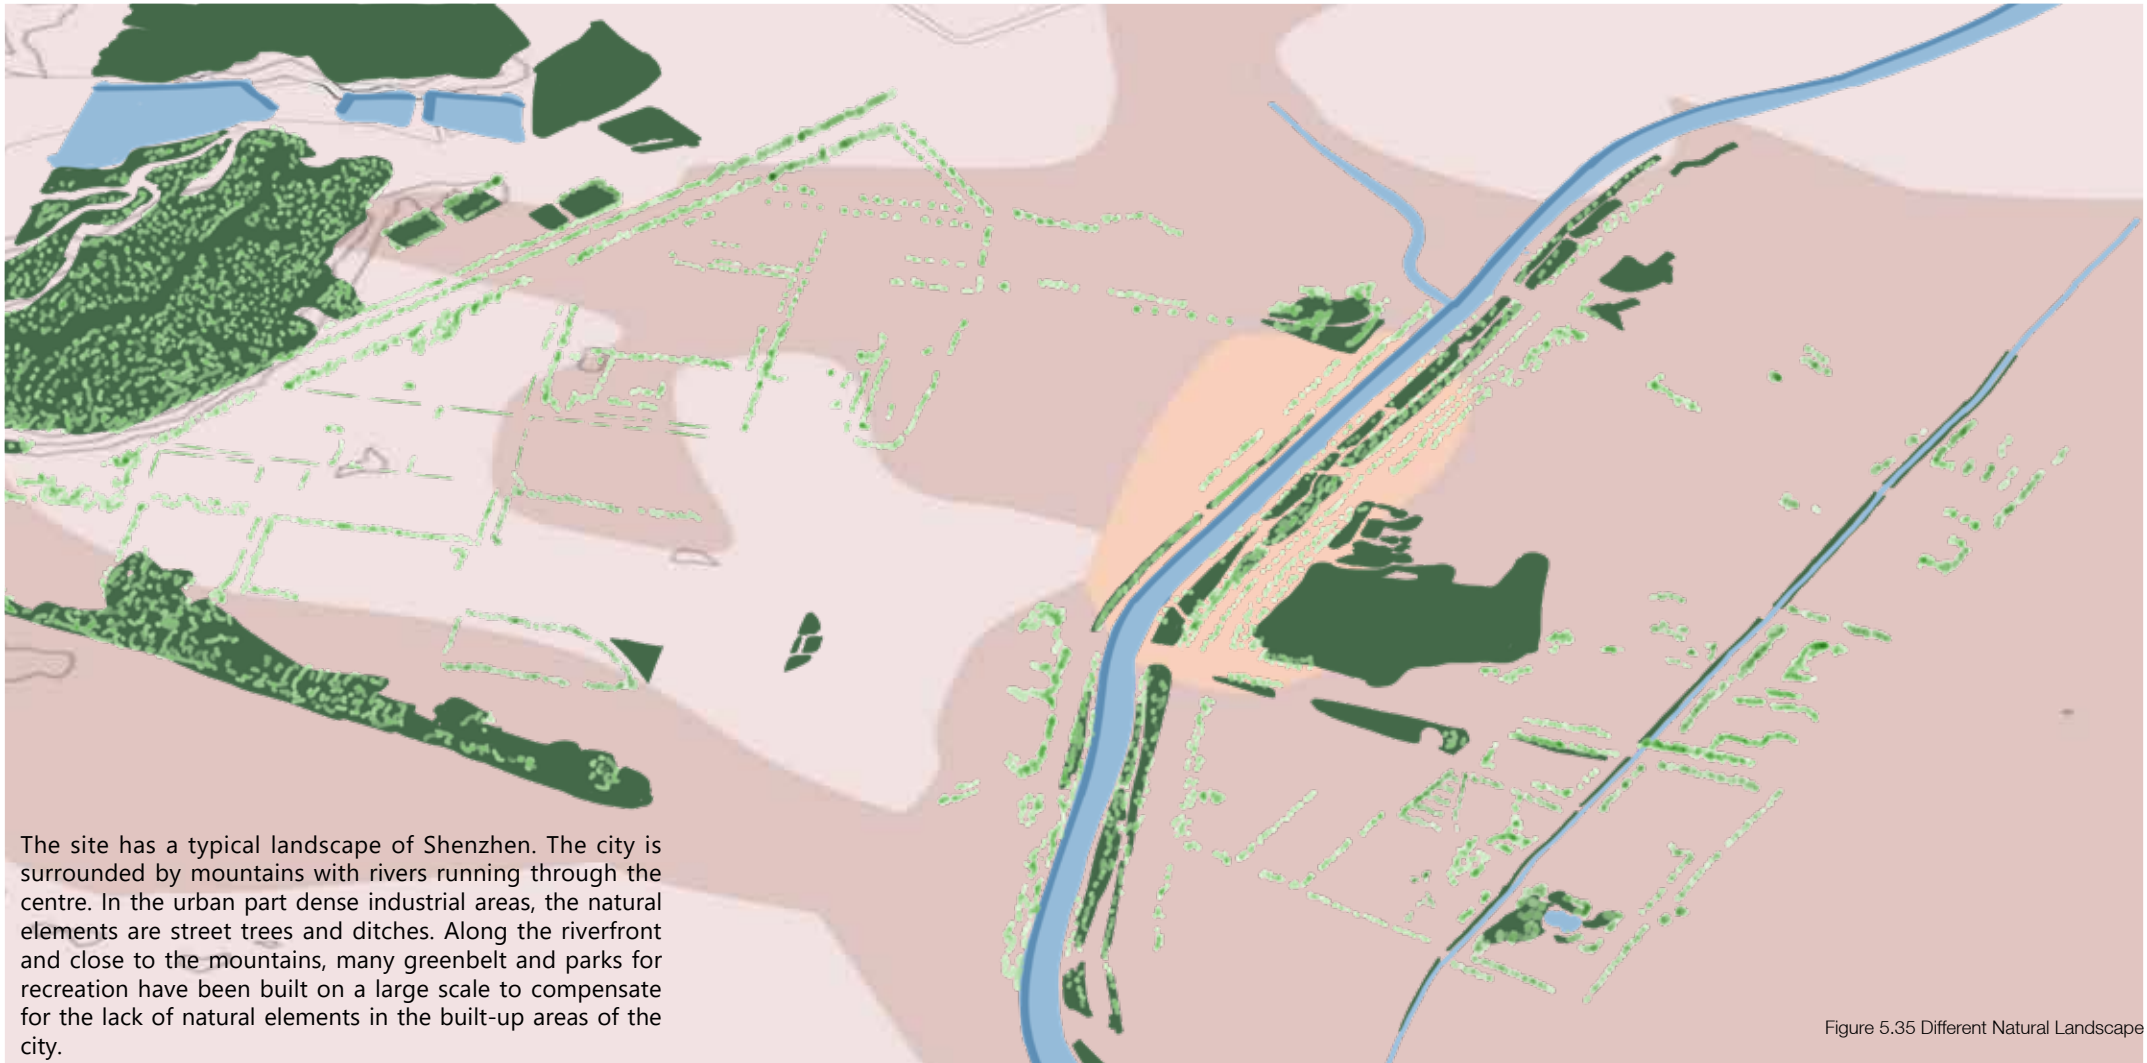 The site has a typical landscape of Shenzhen. The city is
surrounded by mountains with rivers running through the
centre. In the urban part dense industrial areas, the natural
elements are street trees and ditches. Along the riverfront
and close to the mountains, many greenbelt and parks for
recreation have been built on a large scale to compensate
for the lack of natural elements in the built-up areas of the
city.
Figure 5.35 Different Natural Landscape